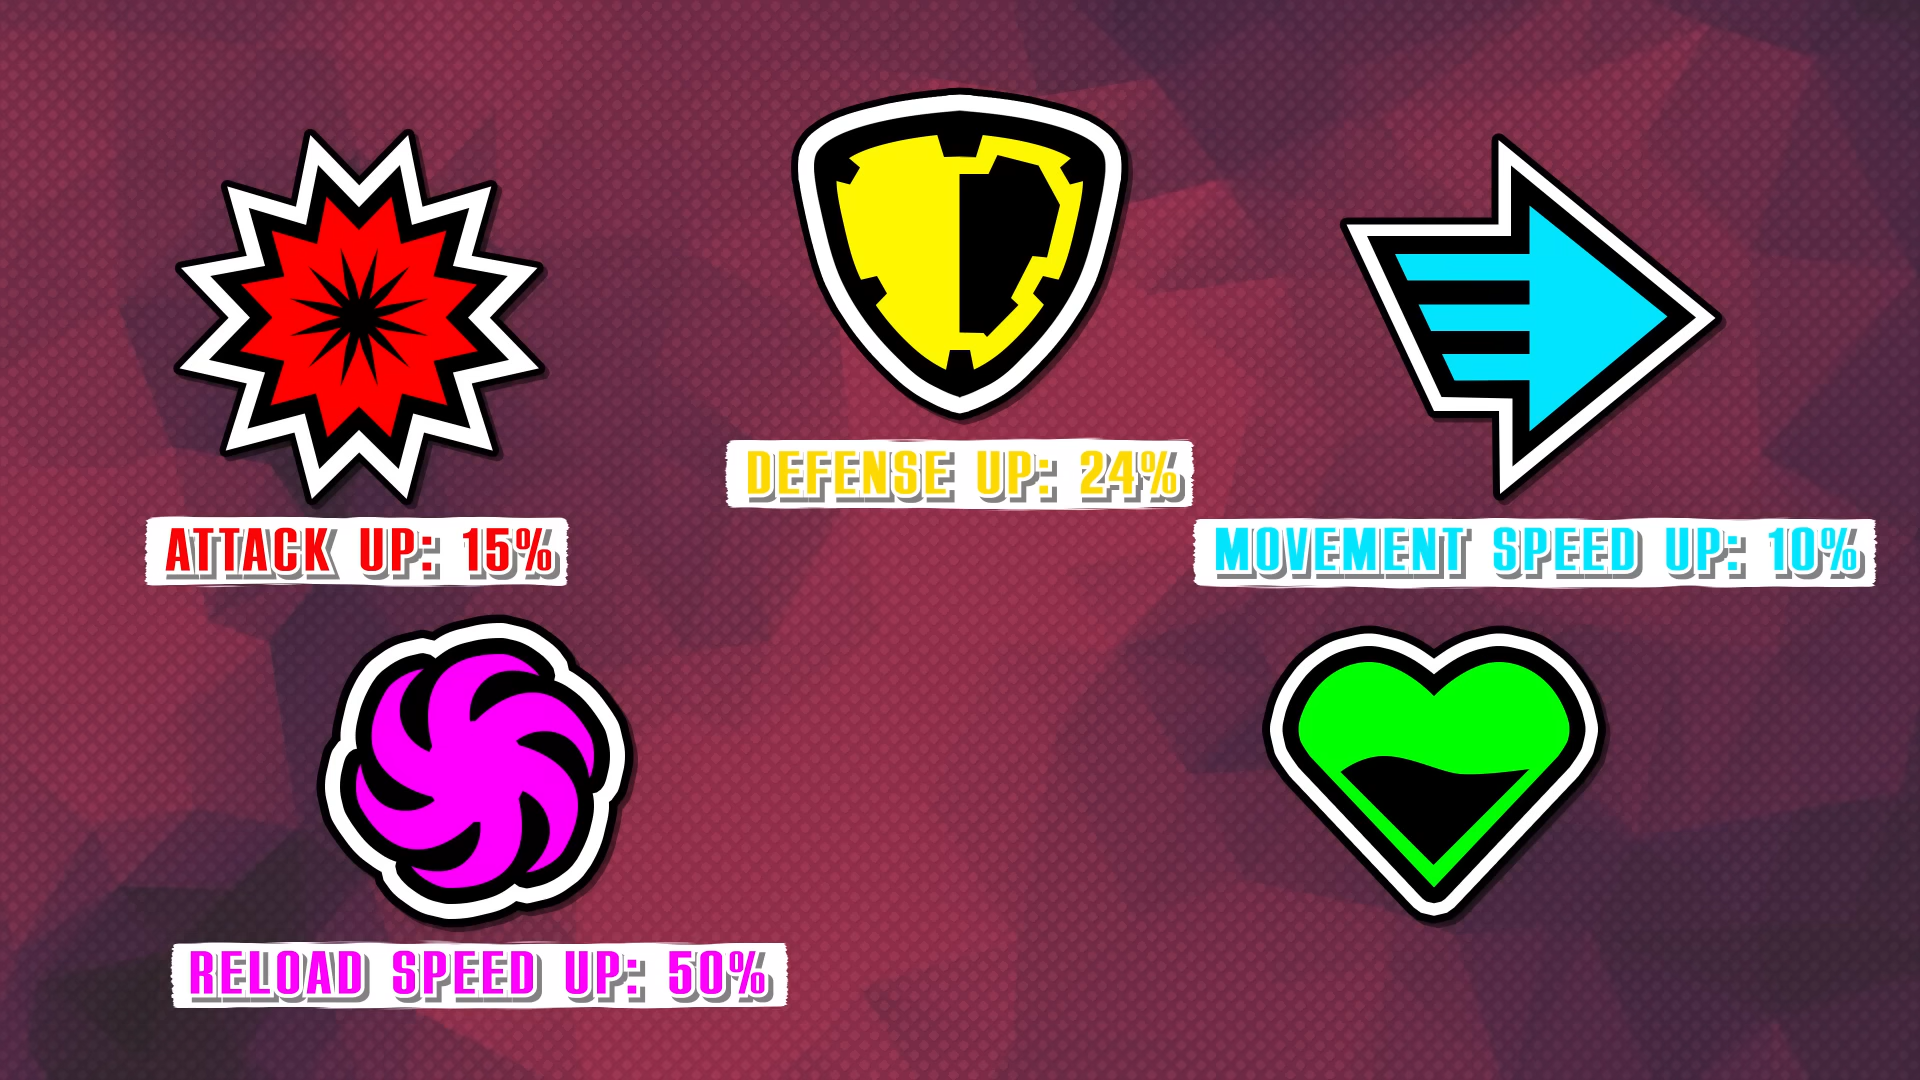 DEFENSE UP: 24%
ATTACK UP: 15%
MOVEMENT SPEED UP: 10%
RELOAD SPEED UP: 50%